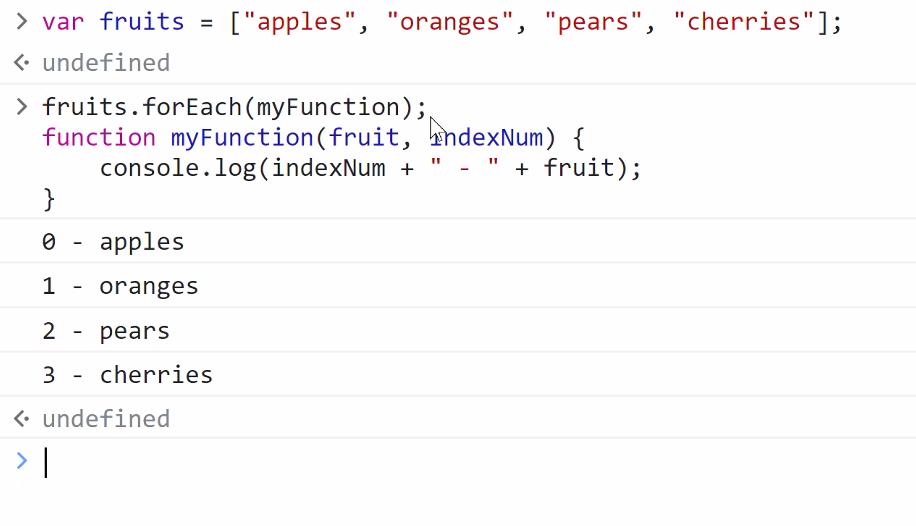 > var fruits = ["apples", "oranges", "pears", "cherries"];
undefined
> fruits.forEach(myFunction);
function myFunction(fruit, indexNum) {
    console.log(indexNum + " - " + fruit);
}
0 - apples
1 - oranges
2 - pears
3 - cherries
undefined
>